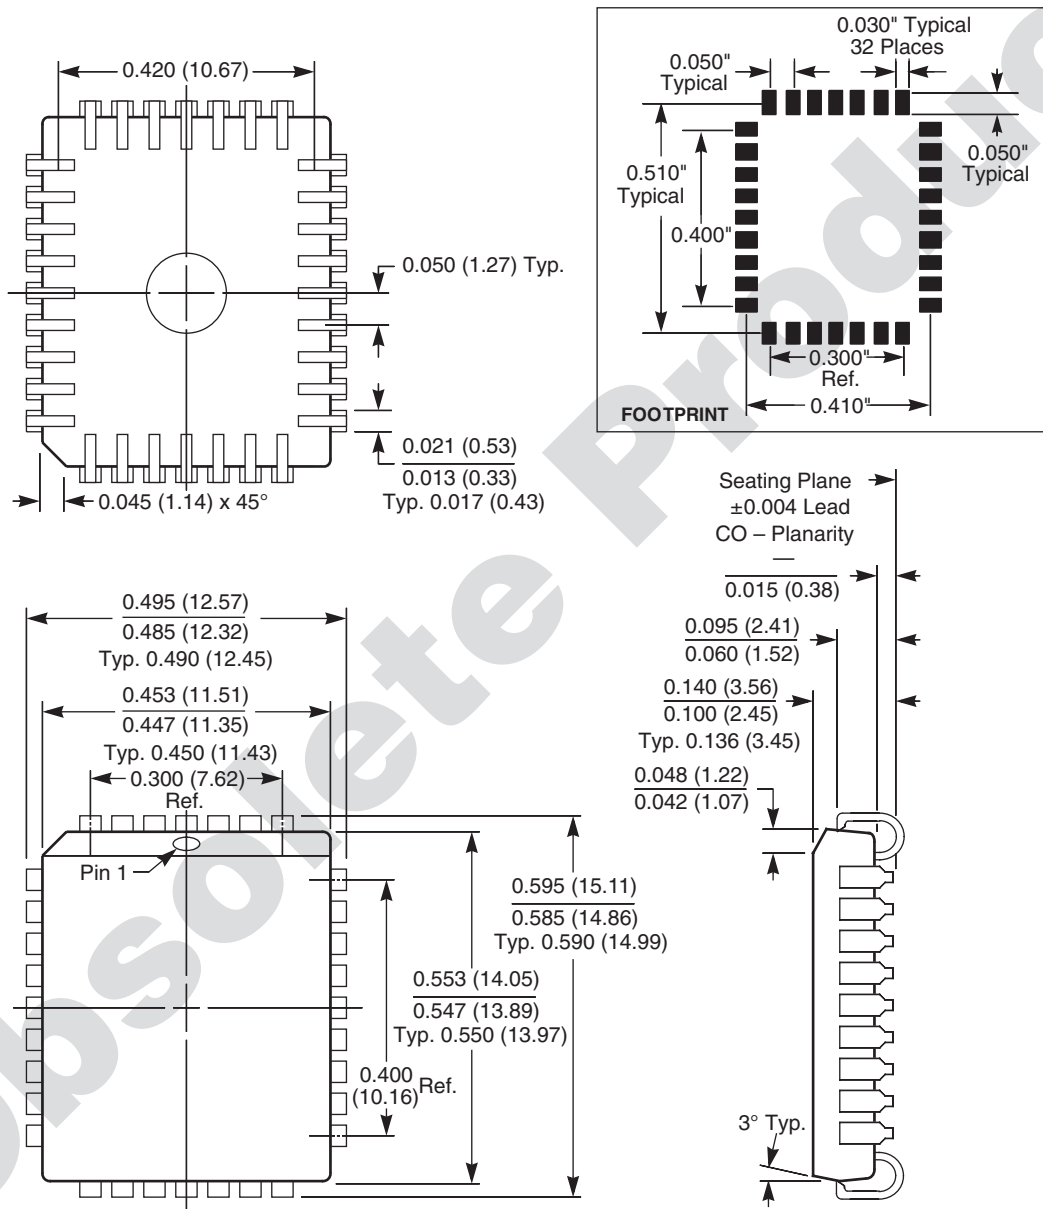 0.420 (10.67)
0.050 (1.27) Typ.
0.021 (0.53)
0.013 (0.33)
Typ. 0.017 (0.43)
0.045 (1.14) x 45°
0.030" Typical
32 Places
0.050"
Typical
0.050"
Typical
0.510"
Typical
0.400"
0.300"
Ref.
0.410"
FOOTPRINT
Seating Plane
±0.004 Lead
CO – Planarity
—
0.015 (0.38)
0.095 (2.41)
0.060 (1.52)
0.140 (3.56)
0.100 (2.45)
Typ. 0.136 (3.45)
0.048 (1.22)
0.042 (1.07)
3° Typ.
0.495 (12.57)
0.485 (12.32)
Typ. 0.490 (12.45)
0.453 (11.51)
0.447 (11.35)
Typ. 0.450 (11.43)
0.300 (7.62)
Ref.
Pin 1
0.595 (15.11)
0.585 (14.86)
Typ. 0.590 (14.99)
0.553 (14.05)
0.547 (13.89)
Typ. 0.550 (13.97)
0.400
(10.16)
Ref.
Obsolete Produc